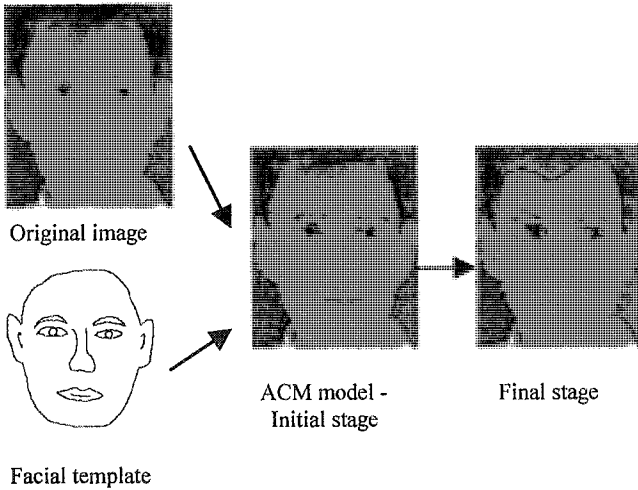 Original image
ACM model -
Initial stage
Final stage
Facial template